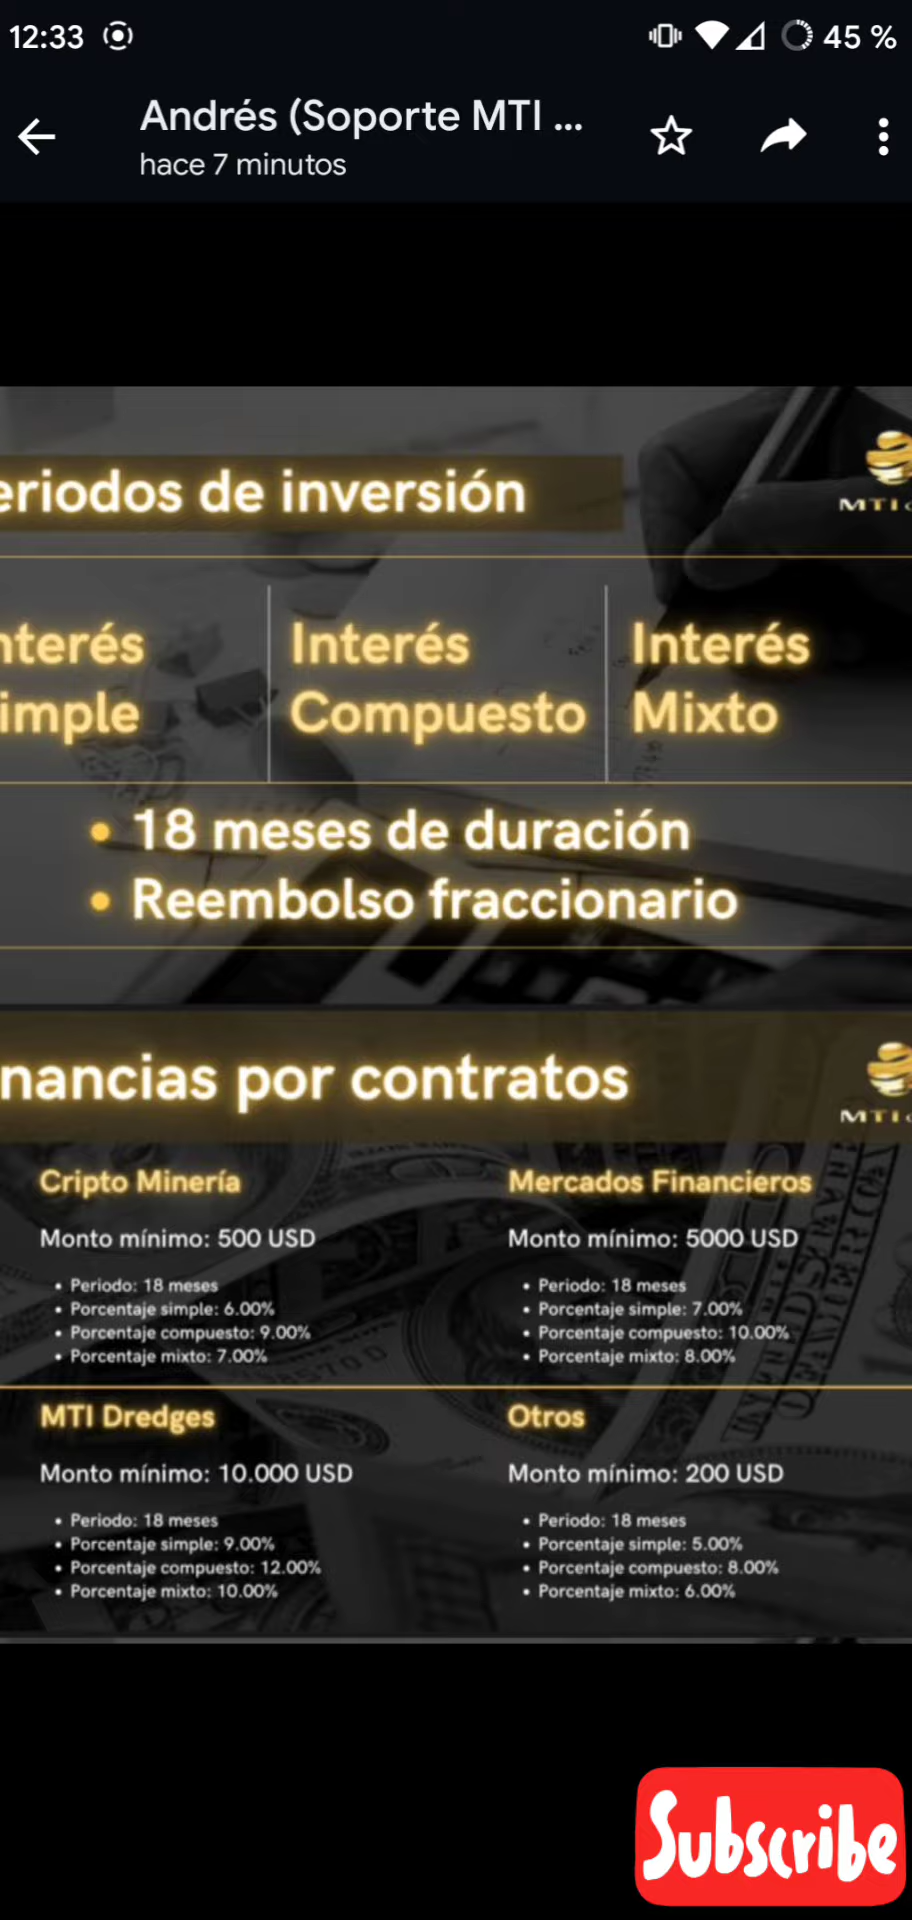 12:33
45 %
Andrés (Soporte MTI ...
hace 7 minutos
eriodos de inversión
MTI
nterés
imple
Interés
Compuesto
Interés
Mixto
• 18 meses de duración
• Reembolso fraccionario
nancias por contratos
MTI
Cripto Minería
Monto mínimo: 500 USD
• Periodo: 18 meses
• Porcentaje simple: 6.00%
• Porcentaje compuesto: 9.00%
• Porcentaje mixto: 7.00%
Mercados Financieros
Monto mínimo: 5000 USD
• Periodo: 18 meses
• Porcentaje simple: 7.00%
• Porcentaje compuesto: 10.00%
• Porcentaje mixto: 8.00%
MTI Dredges
Monto mínimo: 10.000 USD
• Periodo: 18 meses
• Porcentaje simple: 9.00%
• Porcentaje compuesto: 12.00%
• Porcentaje mixto: 10.00%
Otros
Monto mínimo: 200 USD
• Periodo: 18 meses
• Porcentaje simple: 5.00%
• Porcentaje compuesto: 8.00%
• Porcentaje mixto: 6.00%
Subscribe